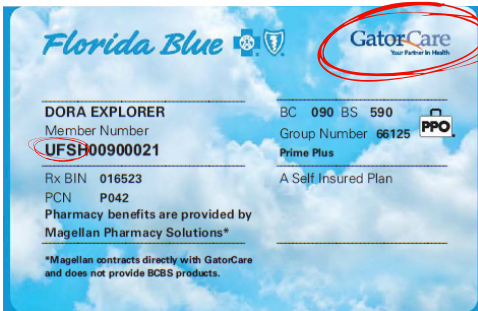 Florida Blue
GatorCare
Your Partner In Health
DORA EXPLORER
Member Number
UFSH00900021
BC 090 BS 590
Group Number 66125
PPO
Prime Plus
Rx BIN 016523
PCN P042
Pharmacy benefits are provided by
Magellan Pharmacy Solutions*
A Self Insured Plan
*Magellan contracts directly with GatorCare
and does not provide BCBS products.